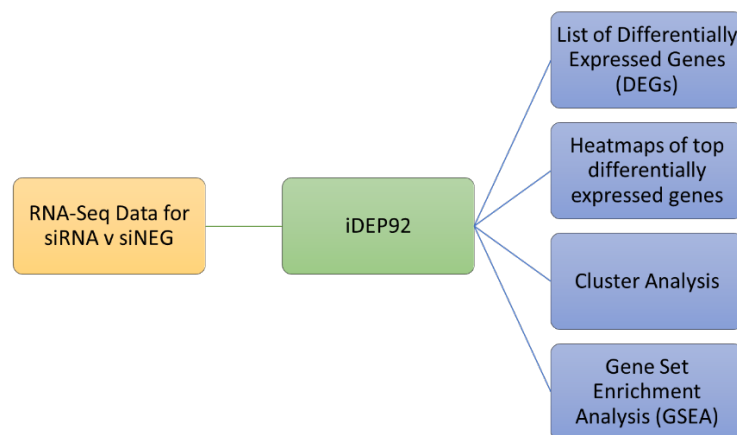 RNA-Seq Data for
siRNA v siNEG
iDEP92
List of Differentially
Expressed Genes
(DEGs)
Heatmaps of top
differentially
expressed genes
Cluster Analysis
Gene Set
Enrichment
Analysis (GSEA)